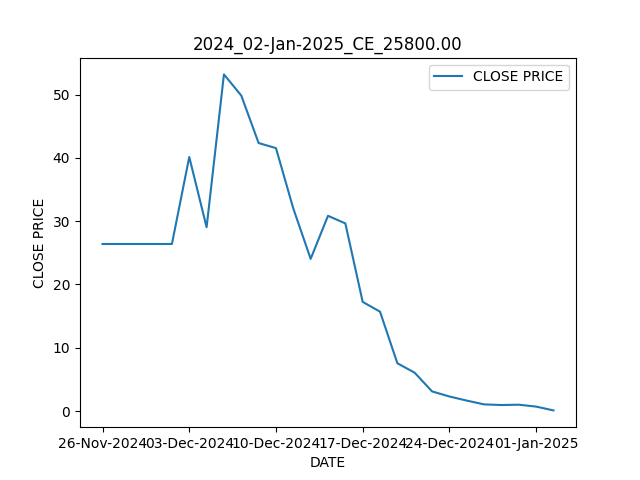 2024_02-Jan-2025_CE_25800.00
CLOSE PRICE
50
40
30
20
10
0
CLOSE PRICE
26-Nov-2024 03-Dec-2024 10-Dec-2024 17-Dec-2024 24-Dec-2024 01-Jan-2025
DATE